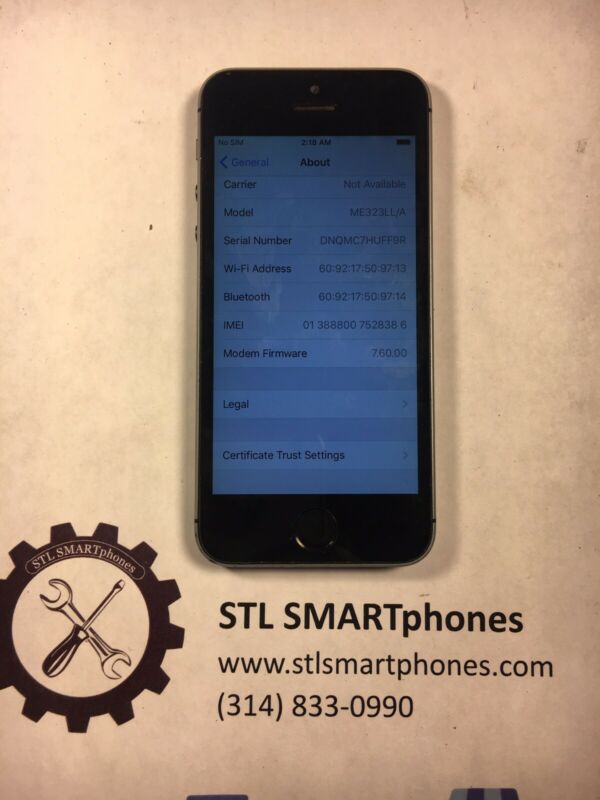 No SIM 2:18 AM
General About
Carrier Not Available
Model ME323LL/A
Serial Number DNQMC7HUFF9R
Wi-Fi Address 60:92:17:50:97:13
Bluetooth 60:92:17:50:97:14
IMEI 01 388800 752838 6
Modem Firmware 7.60.00
Legal
Certificate Trust Settings
STL SMARTphones
STL SMARTphones
www.stlsmartphones.com
(314) 833-0990